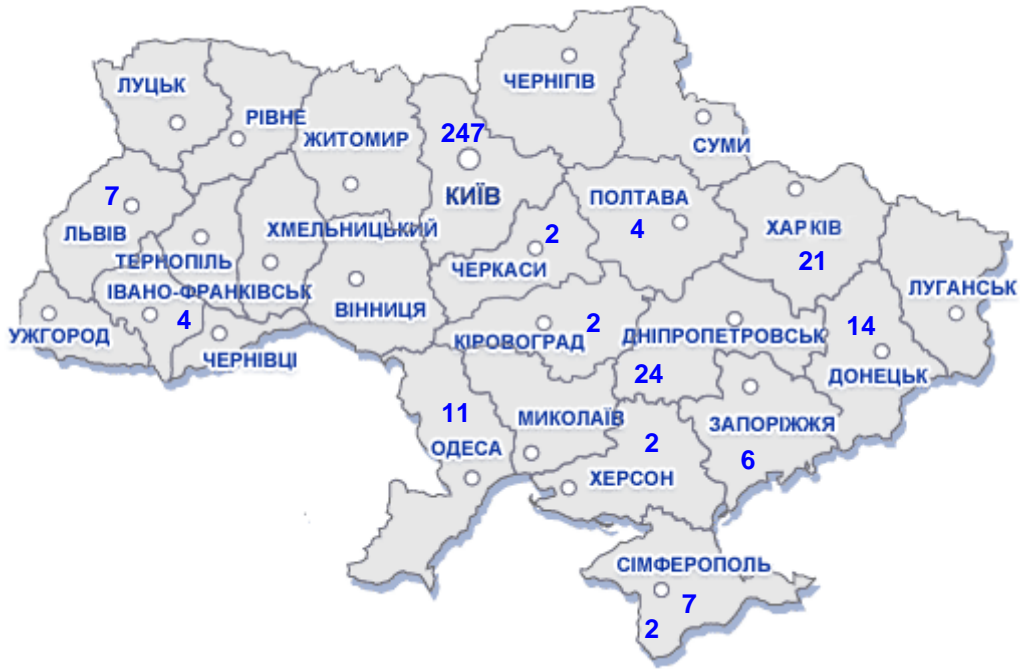 ЧЕРНІГІВ
ЛУЦЬК
РІВНЕ
ЖИТОМИР
247
СУМИ
КИЇВ
7
ЛЬВІВ
ПОЛТАВА
4
ХАРКІВ
21
ХМЕЛЬНИЦЬКИЙ
2
ЧЕРКАСИ
ТЕРНОПІЛЬ
ІВАНО-ФРАНКІВСЬК
4
ЛУГАНСЬК
УЖГОРОД
ВІННИЦЯ
2
КІРОВОГРАД
ДНІПРОПЕТРОВСЬК
24
14
ДОНЕЦЬК
ЧЕРНІВЦІ
11
ОДЕСА
МИКОЛАЇВ
ЗАПОРІЖЖЯ
6
2
ХЕРСОН
СІМФЕРОПОЛЬ
7
2